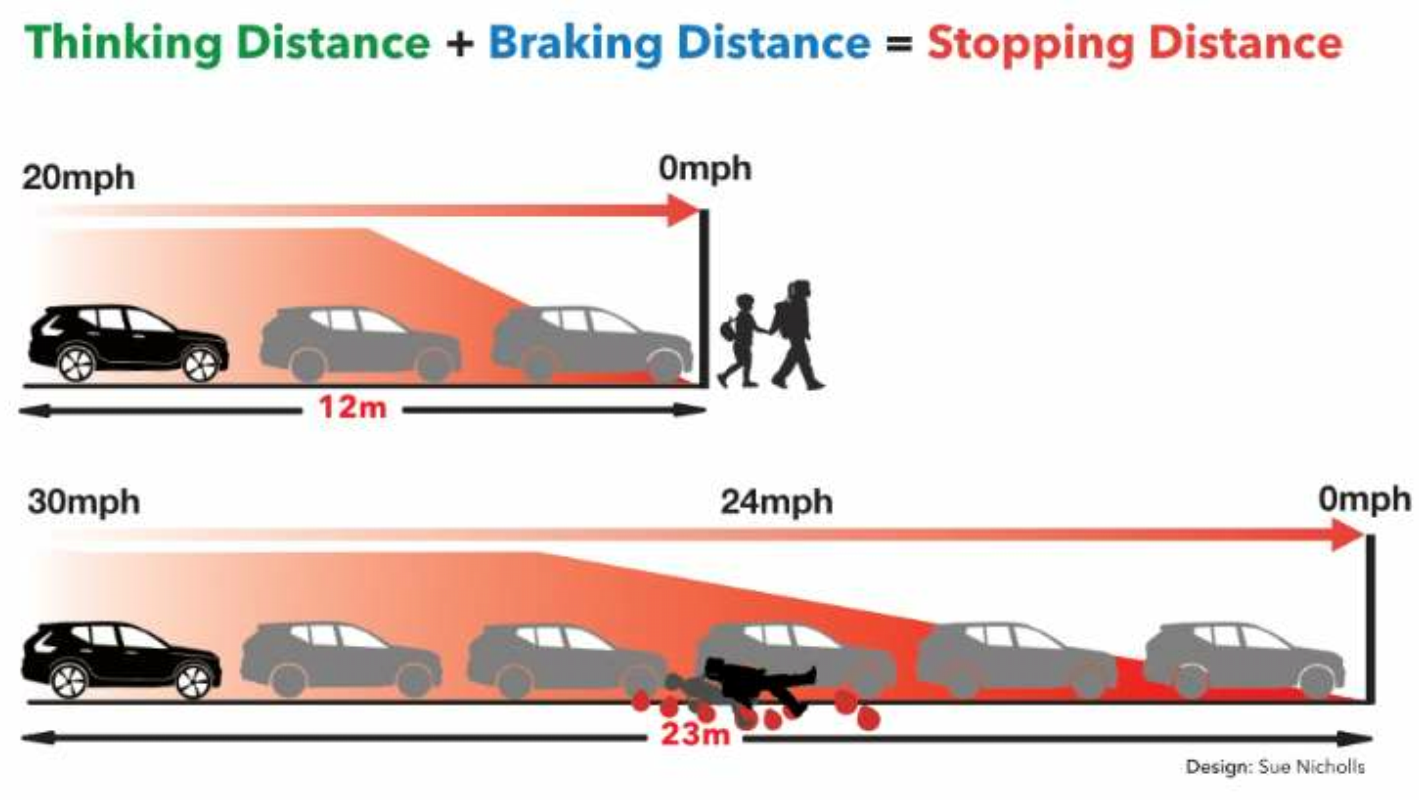 Thinking Distance + Braking Distance = Stopping Distance
20mph 0mph
12m
30mph 24mph 0mph
23m
Design: Sue Nicholls